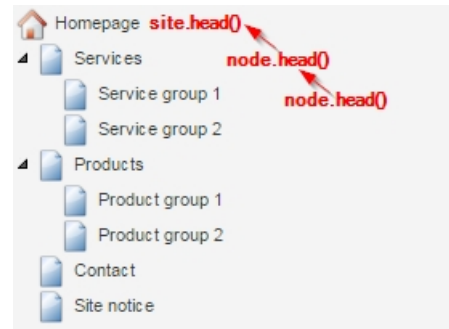 Homepage site.head()
Services node.head()
Service group 1 node.head()
Service group 2
Products
Product group 1
Product group 2
Contact
Site notice